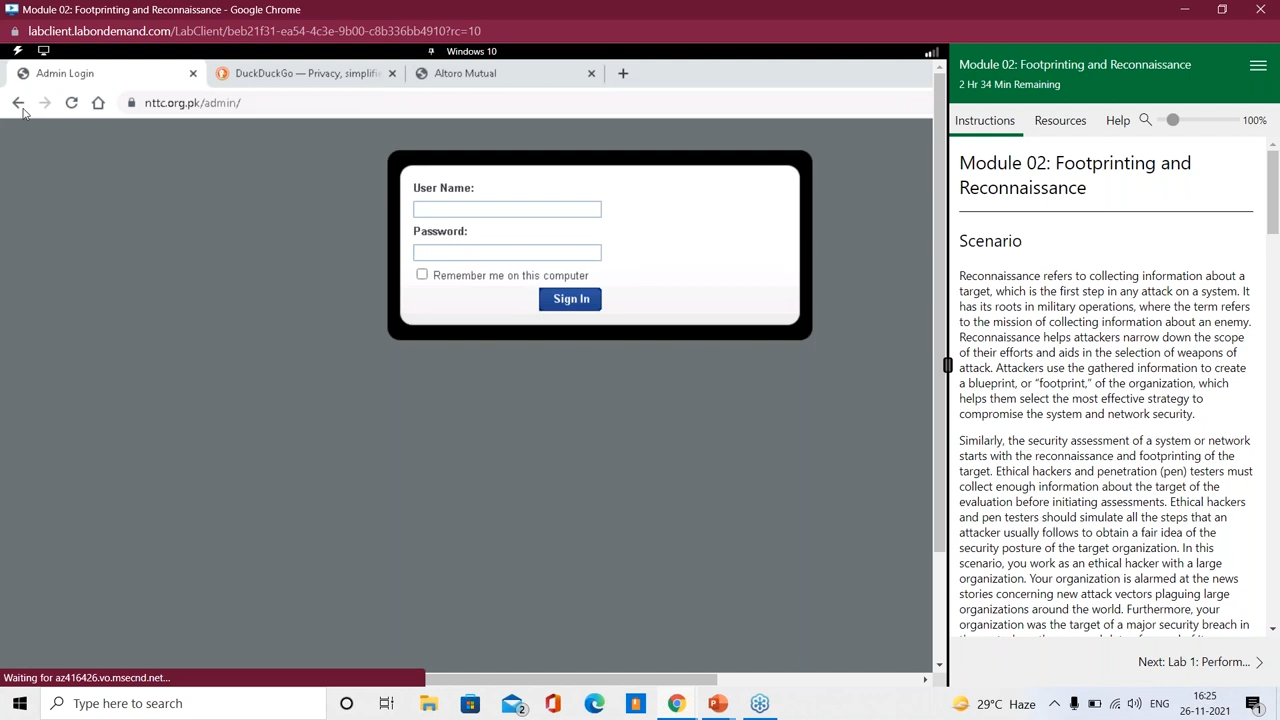 Module 02: Footprinting and Reconnaissance - Google Chrome
labclient.labondemand.com/LabClient/beb21f31-ea54-4c3e-9b00-c8b336bb4910?rc=10
Windows 10
Admin Login
DuckDuckGo — Privacy, simplifi
Altoro Mutual
nttc.org.pk/admin/
User Name:
Password:
Remember me on this computer
Sign In
Waiting for az416426.vo.msecnd.net...
Module 02: Footprinting and Reconnaissance
2 Hr 34 Min Remaining
Instructions
Resources
Help
100%
Module 02: Footprinting and
Reconnaissance
Scenario
Reconnaissance refers to collecting information about a
target, which is the first step in any attack on a system. It
has its roots in military operations, where the term refers
to the mission of collecting information about an enemy.
Reconnaissance helps attackers narrow down the scope
of their efforts and aids in the selection of weapons of
attack. Attackers use the gathered information to create
a blueprint, or “footprint,” of the organization, which
helps them select the most effective strategy to
compromise the system and network security.
Similarly, the security assessment of a system or network
starts with the reconnaissance and footprinting of the
target. Ethical hackers and penetration (pen) testers must
collect enough information about the target of the
evaluation before initiating assessments. Ethical hackers
and pen testers should simulate all the steps that an
attacker usually follows to obtain a fair idea of the
security posture of the target organization. In this
scenario, you work as an ethical hacker with a large
organization. Your organization is alarmed at the news
stories concerning new attack vectors plaguing large
organizations around the world. Furthermore, your
organization was the target of a major security breach in
Next: Lab 1: Perform...
Type here to search
2
29°C Haze
ENG
16:25
26-11-2021
1